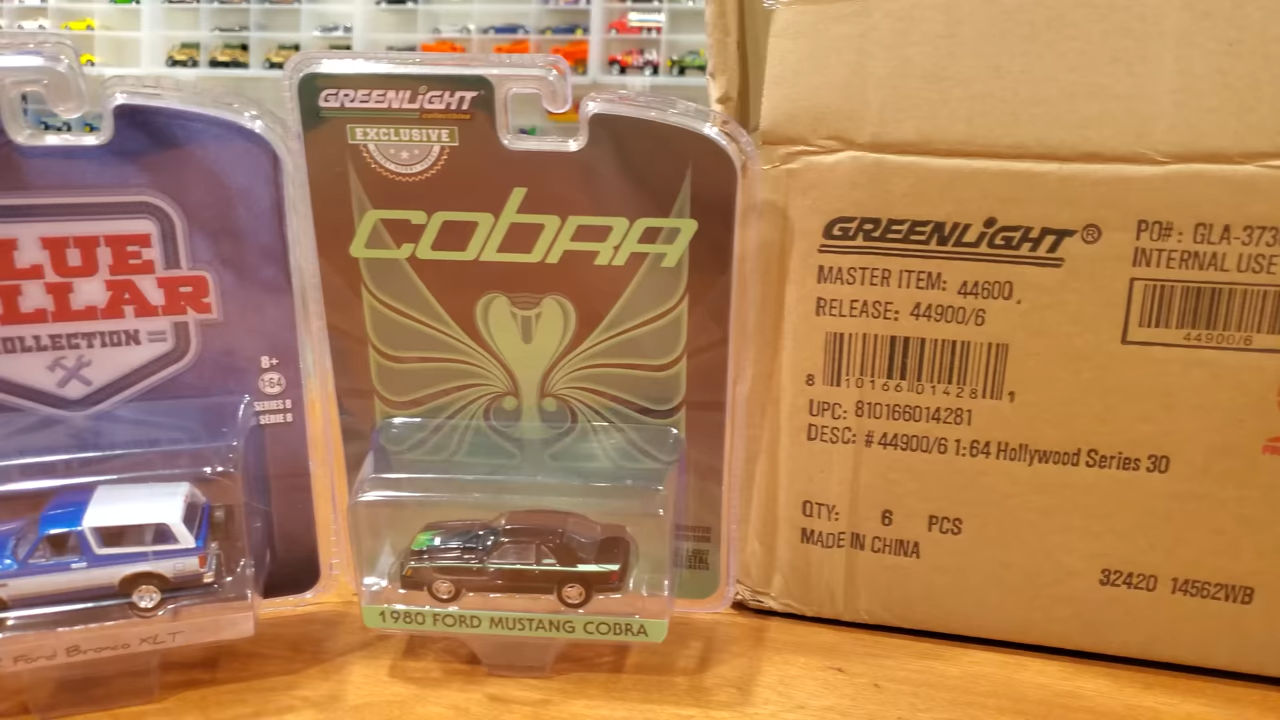 LUE
LLAR
OLLECTION
8+
1:64
SERIES 8
SÉRIE 8
Ford Bronco XLT
GREENLiGHT
collectibles
EXCLUSIVE
COBRA
1980 FORD MUSTANG COBRA
GREENLiGHT®
MASTER ITEM: 44600
RELEASE: 44900/6
8 10166 01428 1
UPC: 810166014281
DESC: #44900/6 1:64 Hollywood Series 30
QTY: 6 PCS
MADE IN CHINA
32420 14562WB
PO#: GLA-373
INTERNAL USE
44900/6